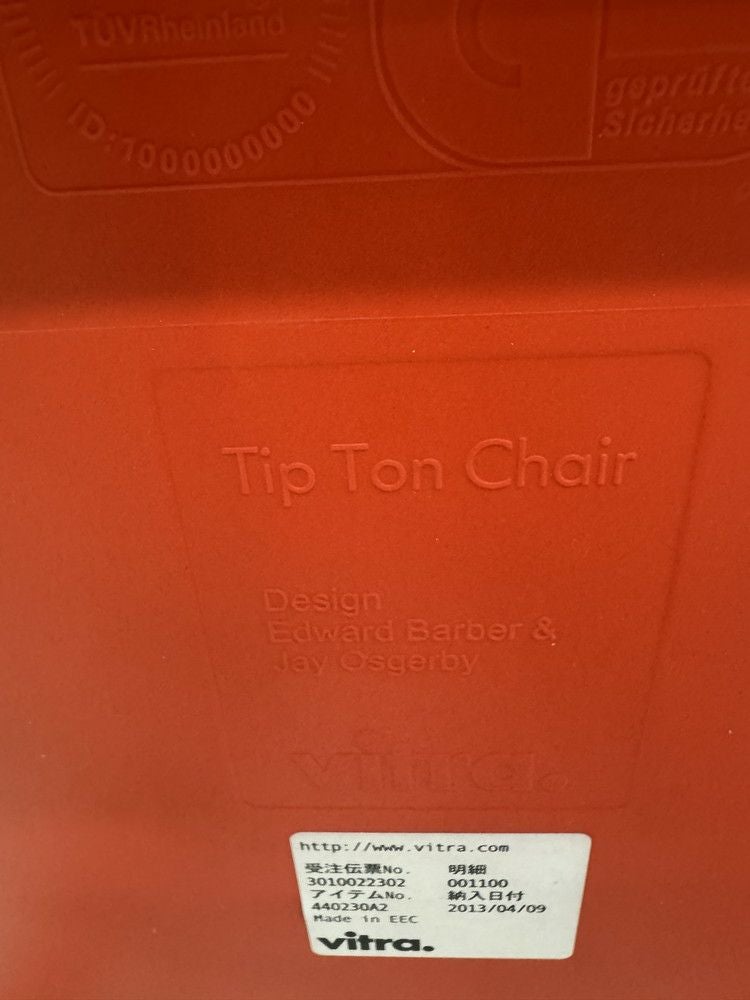 TÜVRheinland
ID:1000000000
geprüfte
Sicherhe
Tip Ton Chair
Design
Edward Barber &
Jay Osgerby
vitra.
http://www.vitra.com
受注伝票No. 明細
3010022302 001100
アイテムNo. 納入日付
440230A2 2013/04/09
Made in EEC
vitra.